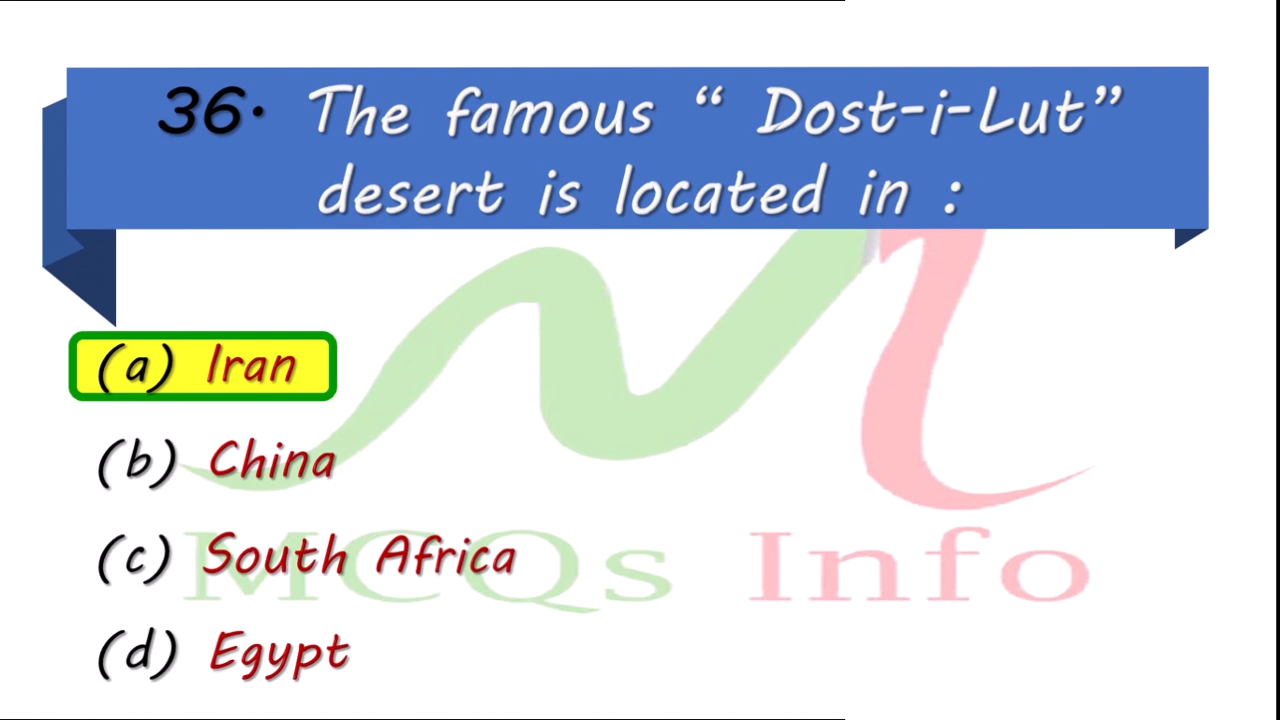 36. The famous “ Dost-i-Lut”
desert is located in :
(a) Iran
(b) China
(c) South Africa
(d) Egypt
MCQs Info